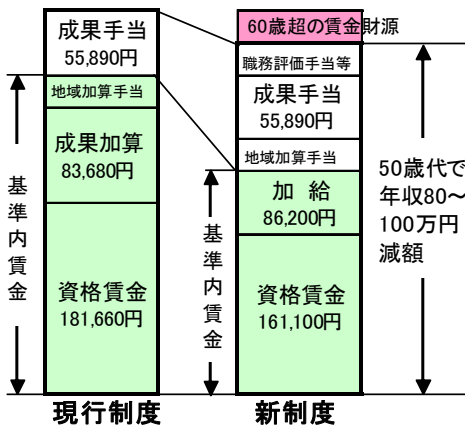 成果手当
55,890円
地域加算手当
成果加算
83,680円
資格賃金
181,660円
基準内賃金
現行制度
60歳超の賃金財源
職務評価手当等
成果手当
55,890円
地域加算手当
加 給
86,200円
資格賃金
161,100円
基準内賃金
新制度
50歳代で
年収80～
100万円
減額